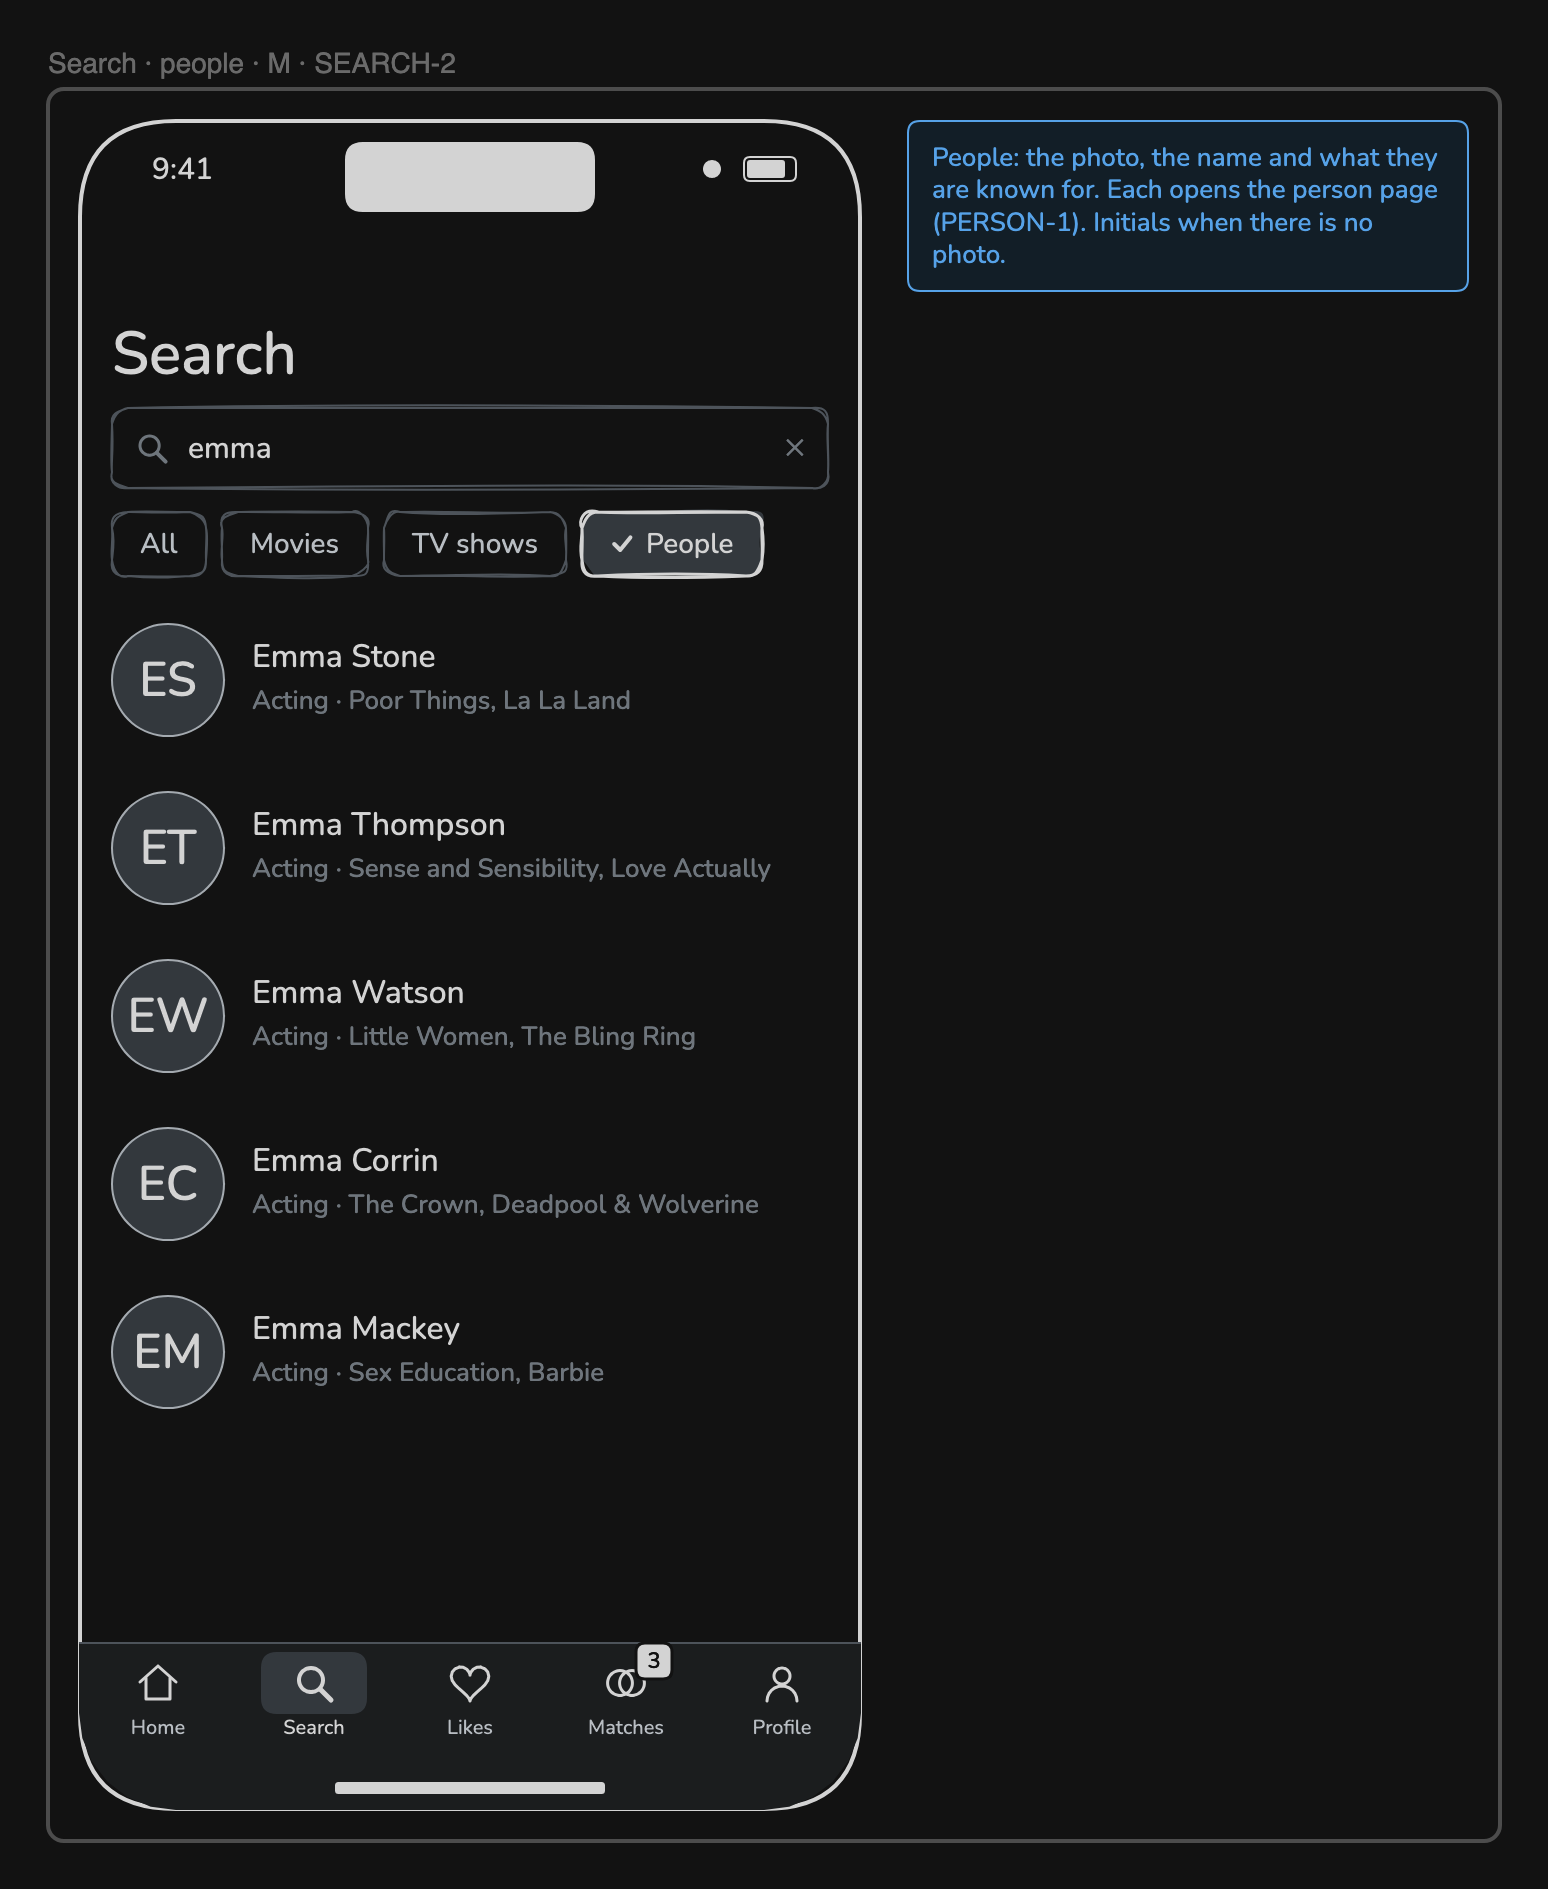 Search · people · M · SEARCH-2
9:41
People: the photo, the name and what they
are known for. Each opens the person page
(PERSON-1). Initials when there is no
photo.
Search
emma
All
Movies
TV shows
People
ES
Emma Stone
Acting · Poor Things, La La Land
ET
Emma Thompson
Acting · Sense and Sensibility, Love Actually
EW
Emma Watson
Acting · Little Women, The Bling Ring
EC
Emma Corrin
Acting · The Crown, Deadpool & Wolverine
EM
Emma Mackey
Acting · Sex Education, Barbie
3
Home
Search
Likes
Matches
Profile